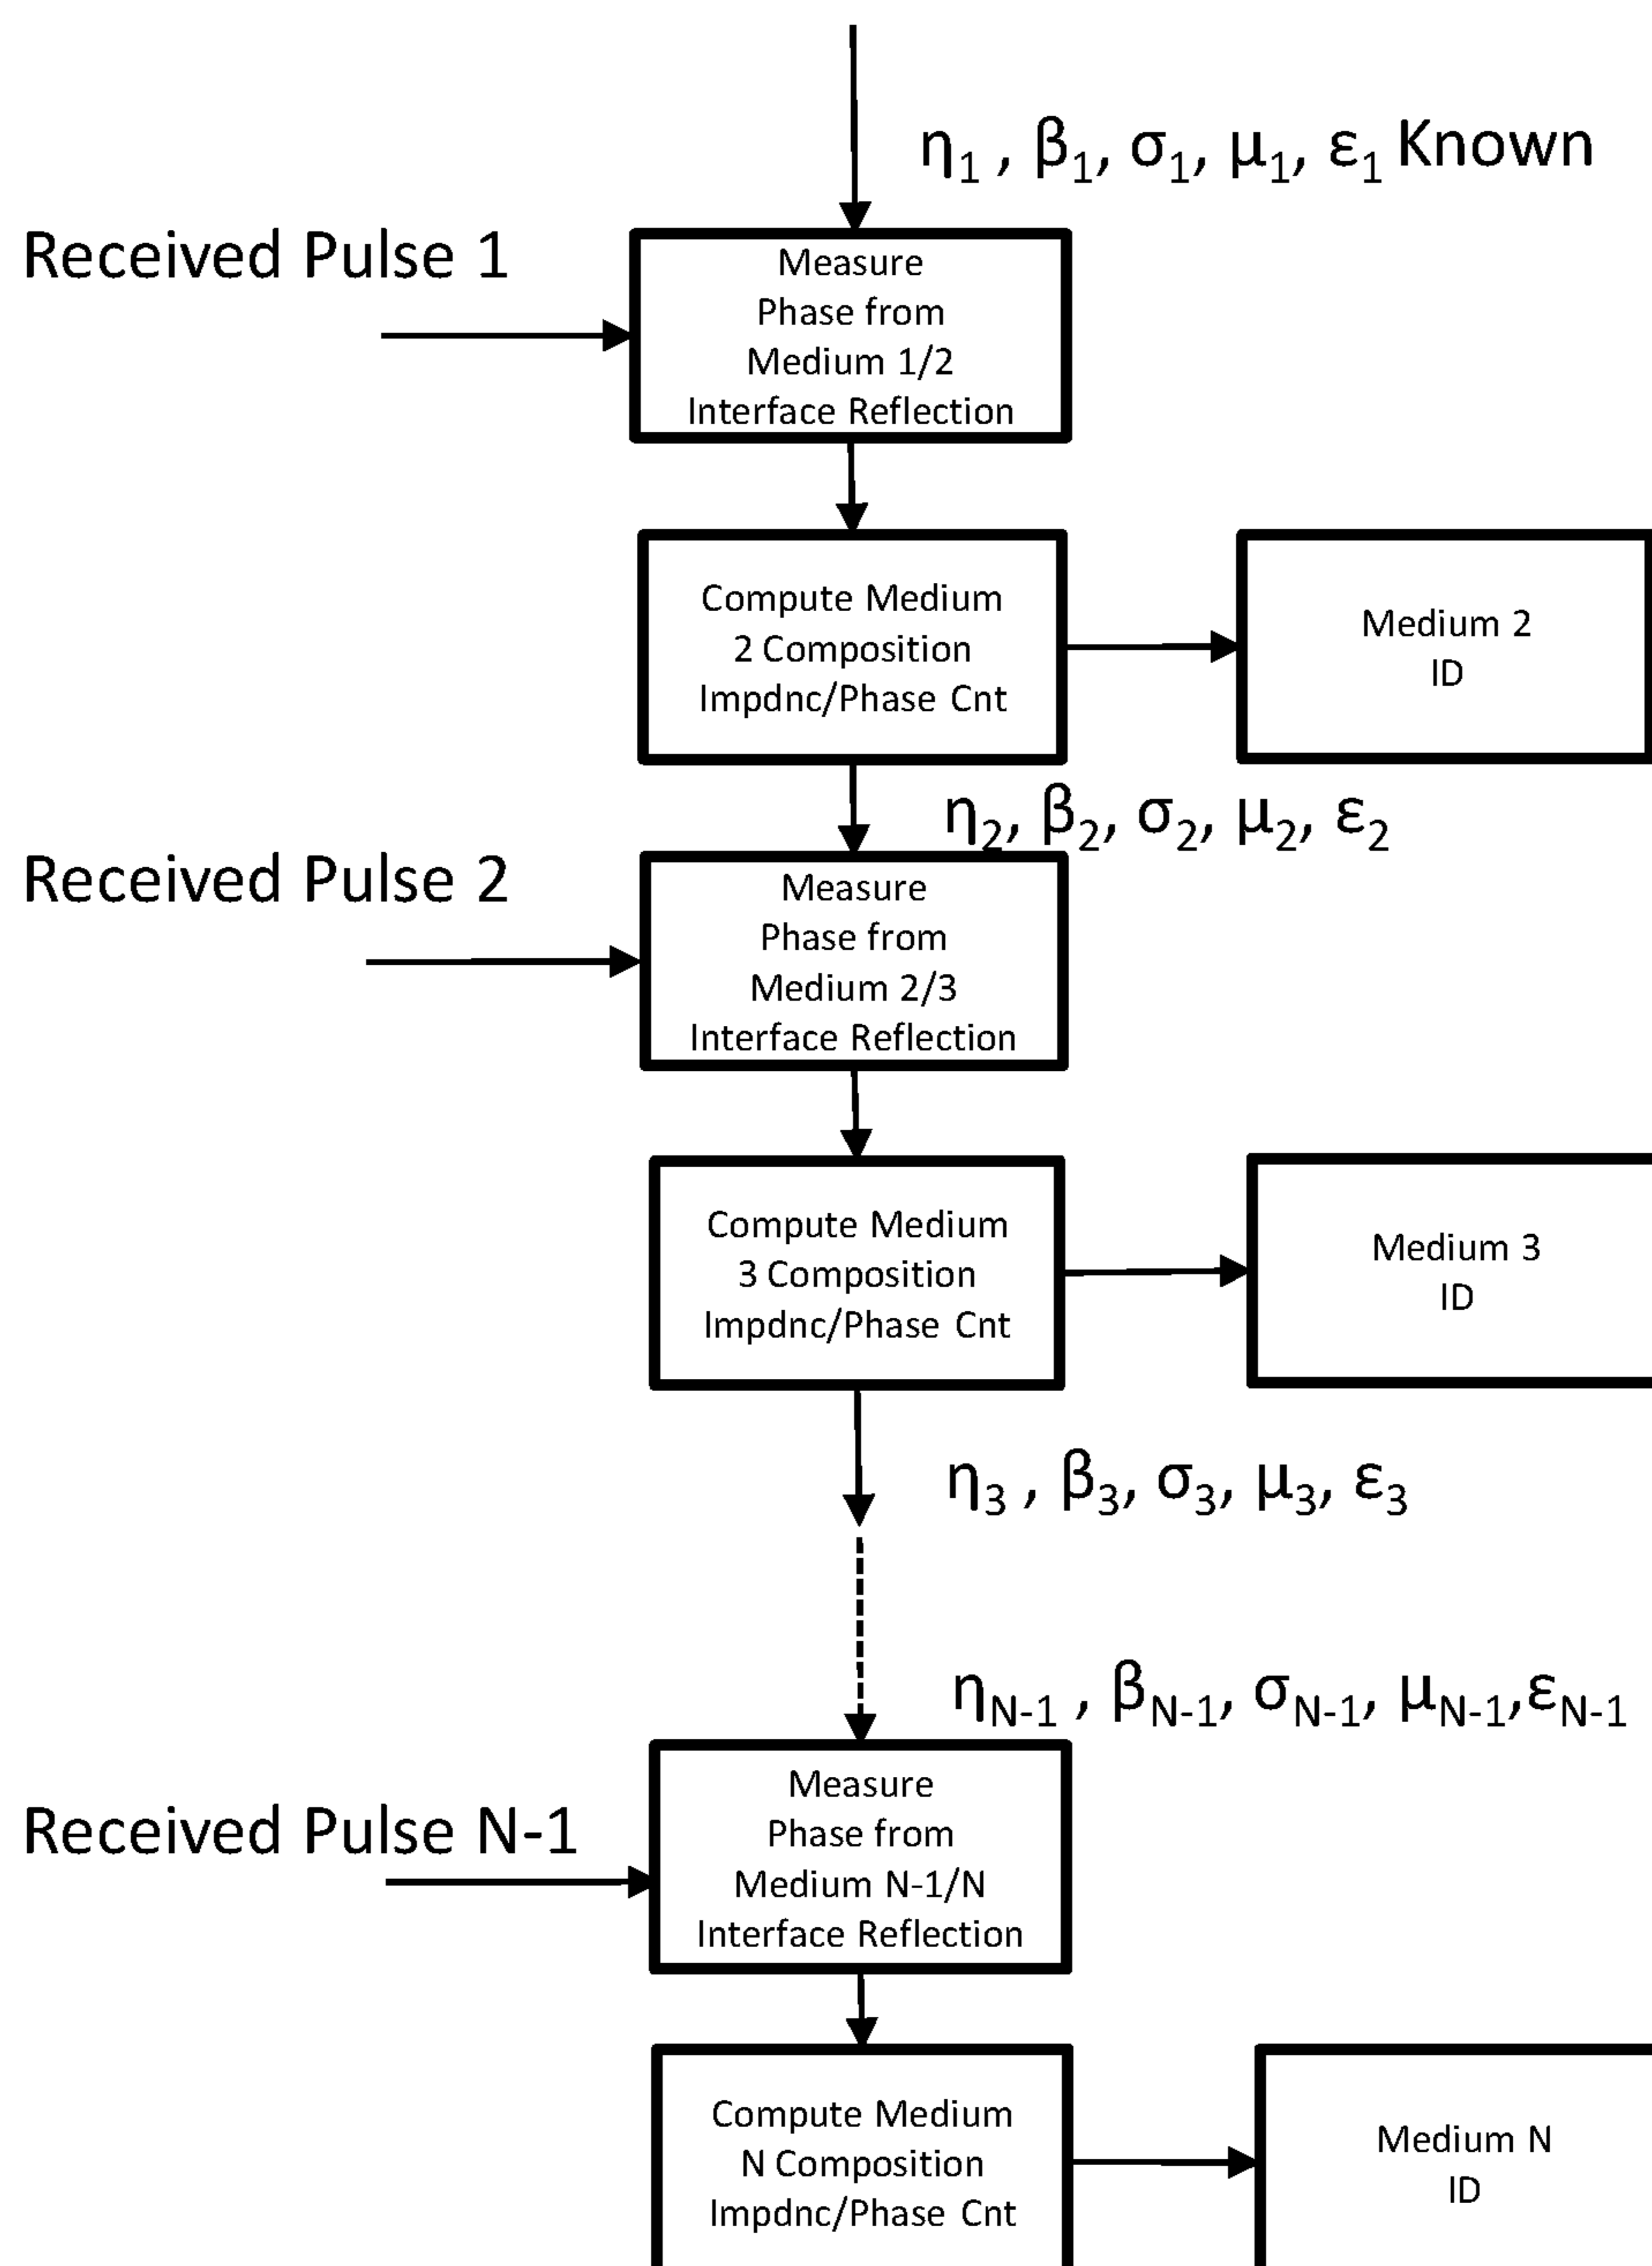 η1 , β1, σ1, μ1, ε1 Known
Received Pulse 1
Measure
Phase from
Medium 1/2
Interface Reflection
Compute Medium
2 Composition
Impdnc/Phase Cnt
Medium 2
ID
η2, β2, σ2, μ2, ε2
Received Pulse 2
Measure
Phase from
Medium 2/3
Interface Reflection
Compute Medium
3 Composition
Impdnc/Phase Cnt
Medium 3
ID
η3 , β3, σ3, μ3, ε3
ηN-1 , βN-1, σN-1, μN-1,εN-1
Received Pulse N-1
Measure
Phase from
Medium N-1/N
Interface Reflection
Compute Medium
N Composition
Impdnc/Phase Cnt
Medium N
ID